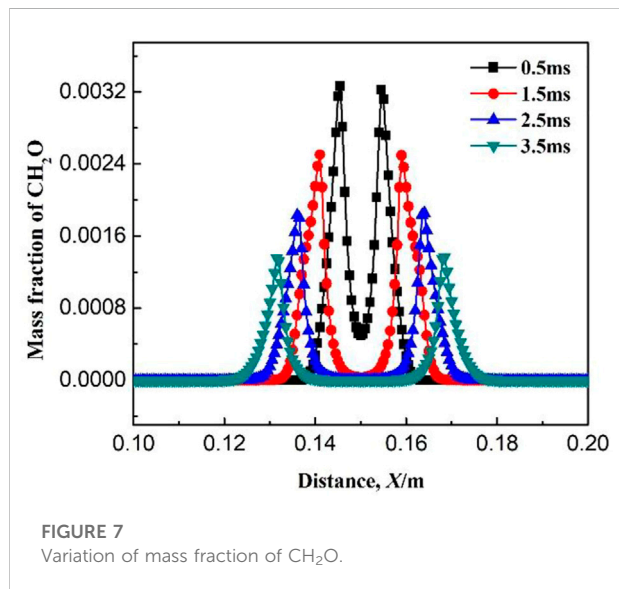 Mass fraction of CH₂O
0.0032
0.0024
0.0016
0.0008
0.0000
0.5ms
1.5ms
2.5ms
3.5ms
0.10 0.12 0.14 0.16 0.18 0.20
Distance, X/m
FIGURE 7
Variation of mass fraction of CH₂O.